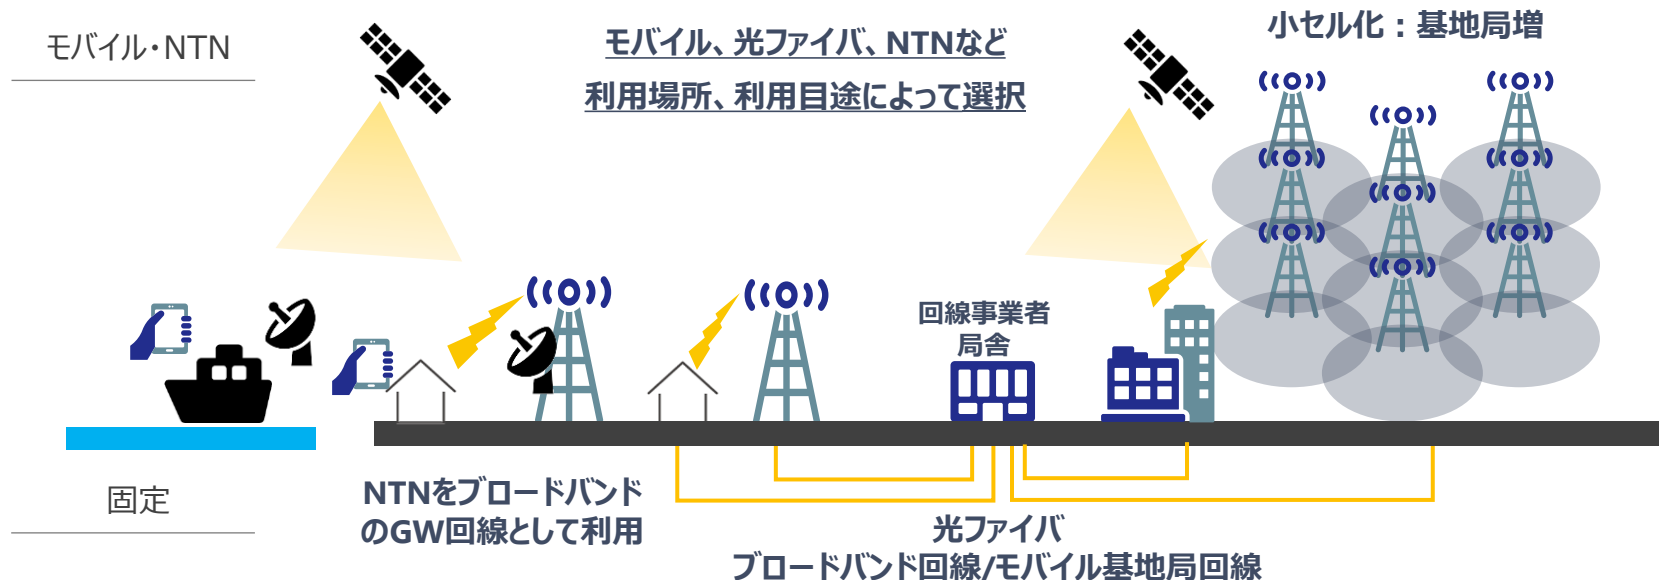 モバイル・NTN
モバイル、光ファイバ、NTNなど
利用場所、利用目途によって選択
小セル化：基地局増
回線事業者
局舎
固定
NTNをブロードバンド
のGW回線として利用
光ファイバ
ブロードバンド回線/モバイル基地局回線